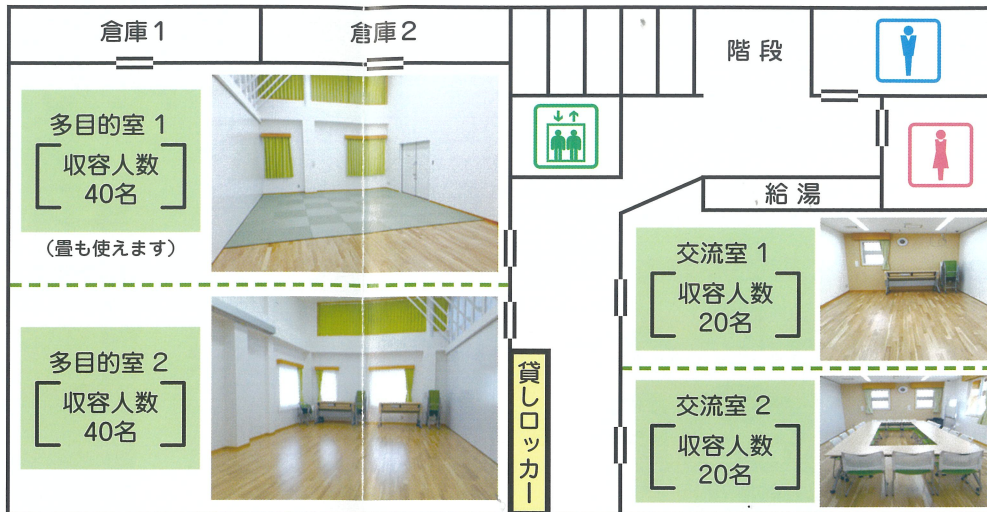 倉庫1
倉庫2
階段
多目的室 1
収容人数
40名
(畳も使えます)
給湯
交流室 1
収容人数
20名
多目的室 2
収容人数
40名
貸しロッカー
交流室 2
収容人数
20名